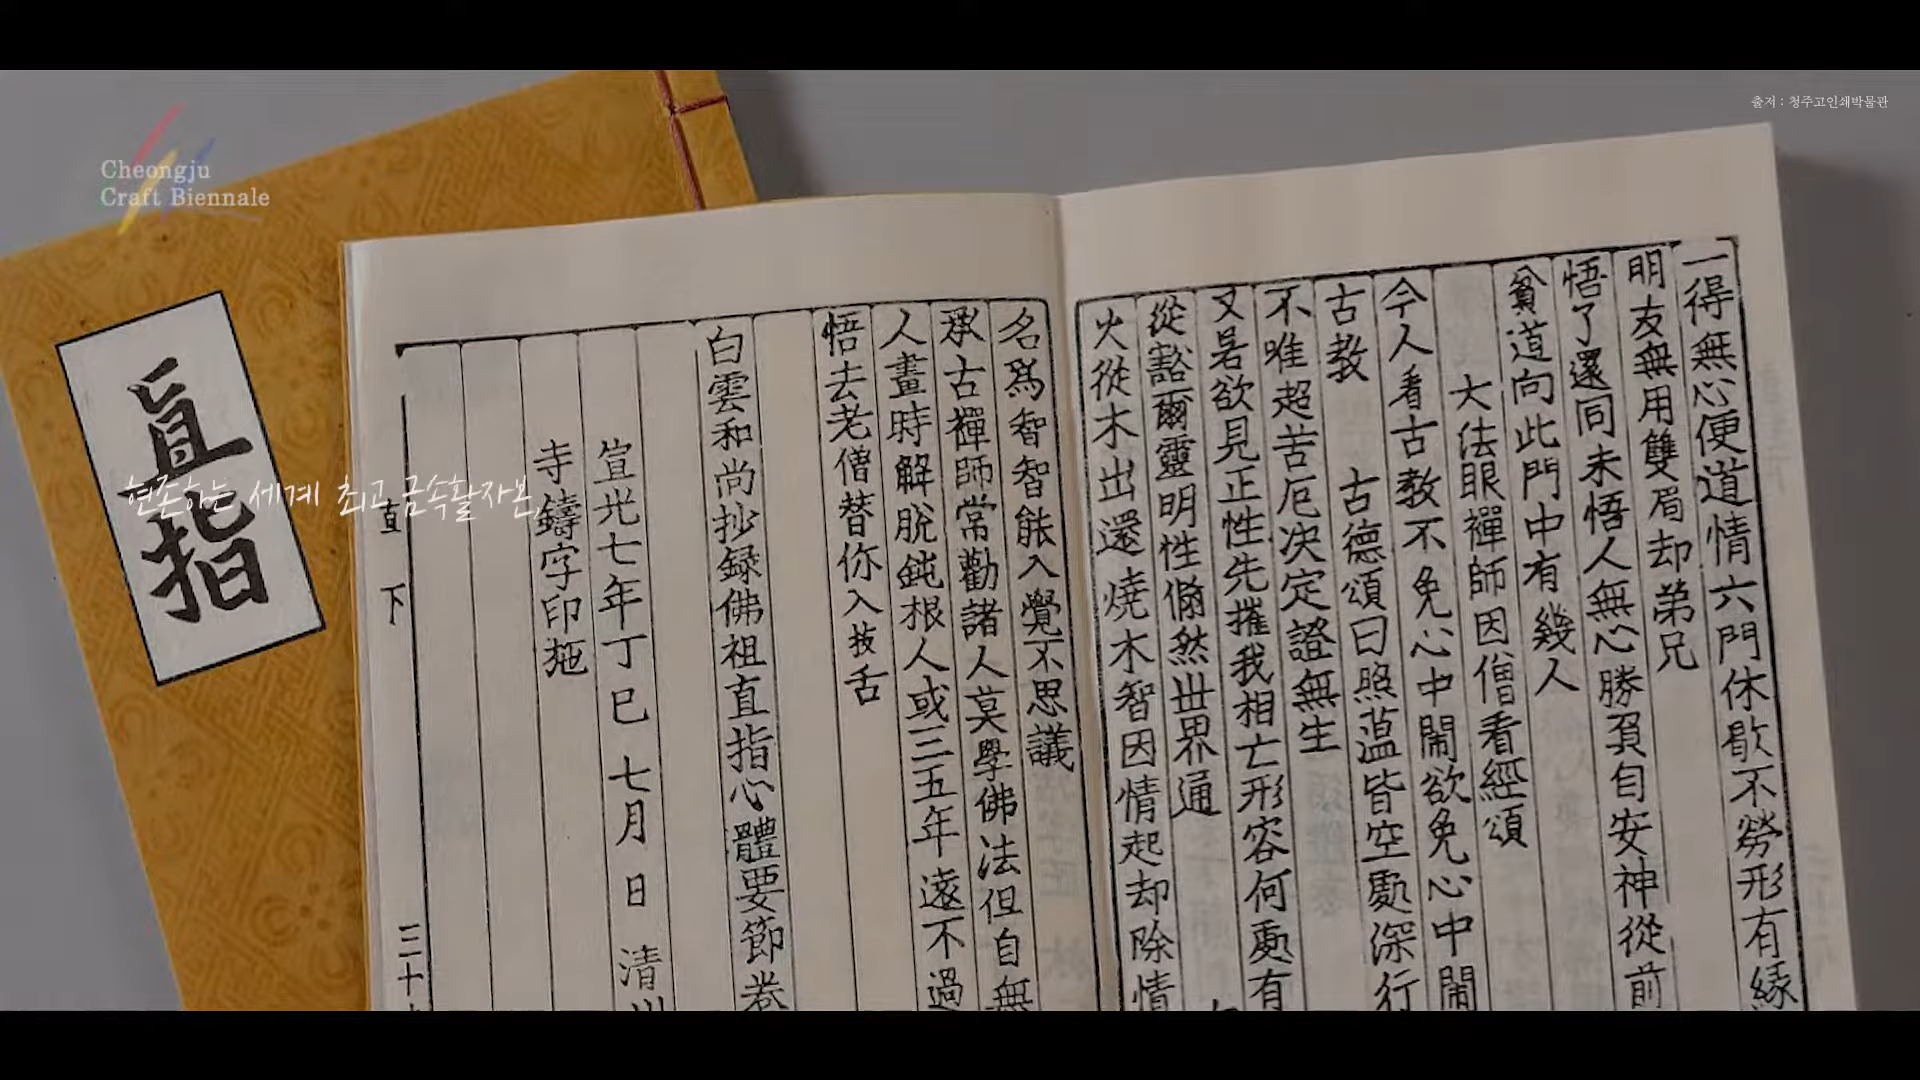 Cheongju
Craft Biennale
출저 : 청주고인쇄박물관
直指
현존하는 세계 최고 금속활자본,
一得無心便道情六門休歇不勞形有緣
明友無用雙眉却弟兄
悟了還同未悟人無心勝負自安神從前
貧道向此門中有幾人
大法眼禪師因僧看經頌
今人看古教不免心中鬧欲免心中鬧
古教
古德頌曰照蕰皆空䖏深行
不唯超苦厄决定證無生
又暑欲見正性先摧我相亡形容何䖏有
從豁爾靈明性翛然丗界通
火從木出還燒木智因情起却除情
名爲智智能入覺不思議
承古禪師常勸諸人莫學佛法但自無
人晝時解脫鈍根人或三五年遠不過
悟去老僧替你入拔舌
白雲和尚抄録佛祖直指心體要節卷
宣光七年丁巳七月 日 清
寺鑄字印施
直 下